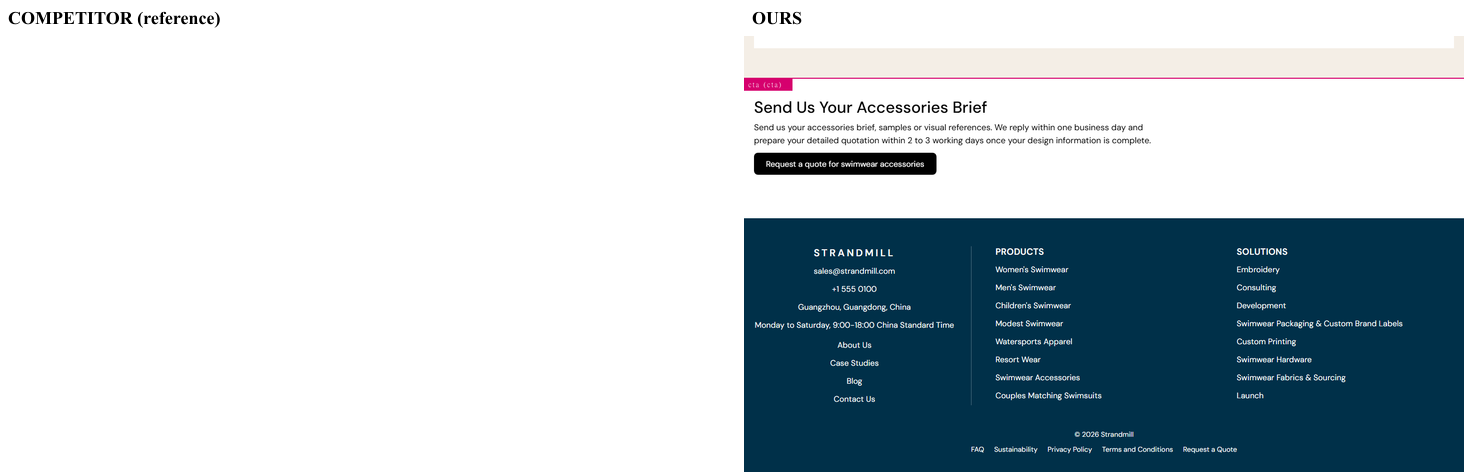 COMPETITOR (reference)
OURS
cta (cta)
Send Us Your Accessories Brief
Send us your accessories brief, samples or visual references. We reply within one business day and
prepare your detailed quotation within 2 to 3 working days once your design information is complete.
Request a quote for swimwear accessories
STRANDMILL
sales@strandmill.com
+1 555 0100
Guangzhou, Guangdong, China
Monday to Saturday, 9:00-18:00 China Standard Time
About Us
Case Studies
Blog
Contact Us
PRODUCTS
Women's Swimwear
Men's Swimwear
Children's Swimwear
Modest Swimwear
Watersports Apparel
Resort Wear
Swimwear Accessories
Couples Matching Swimsuits
SOLUTIONS
Embroidery
Consulting
Development
Swimwear Packaging & Custom Brand Labels
Custom Printing
Swimwear Hardware
Swimwear Fabrics & Sourcing
Launch
© 2026 Strandmill
FAQ Sustainability Privacy Policy Terms and Conditions Request a Quote